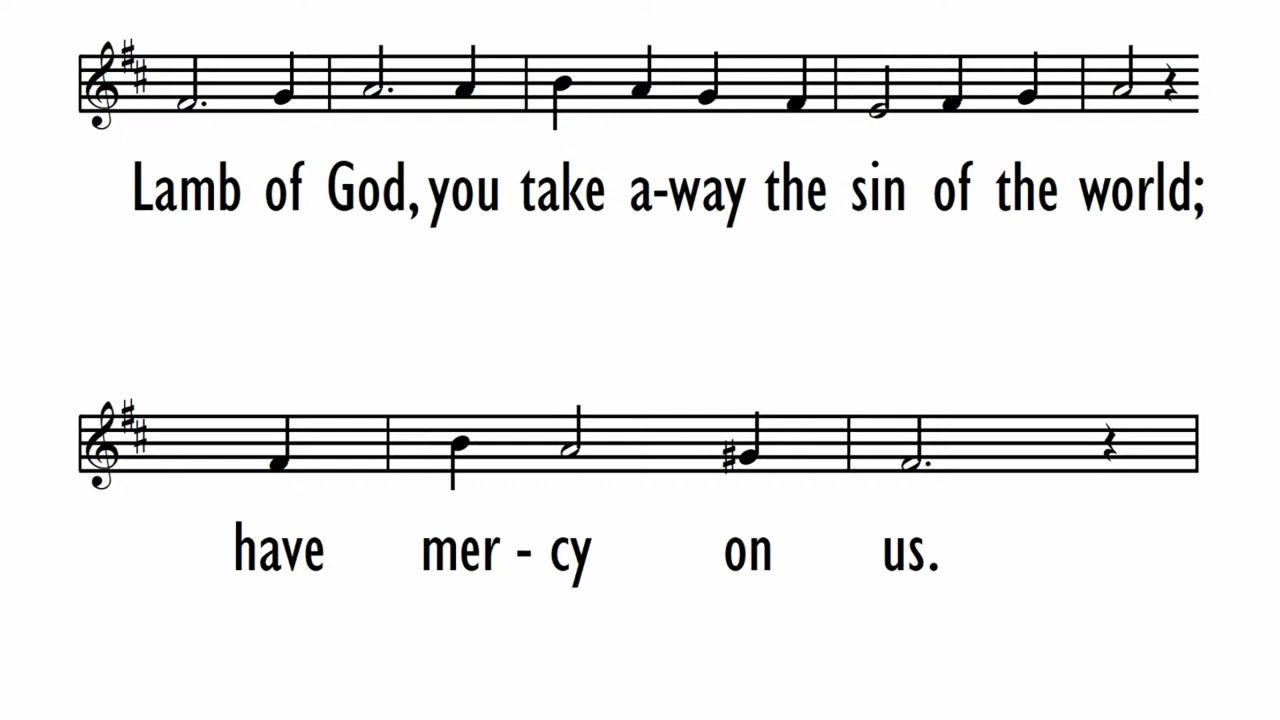 Lamb of God, you take a-way the sin of the world;
have mer - cy on us.